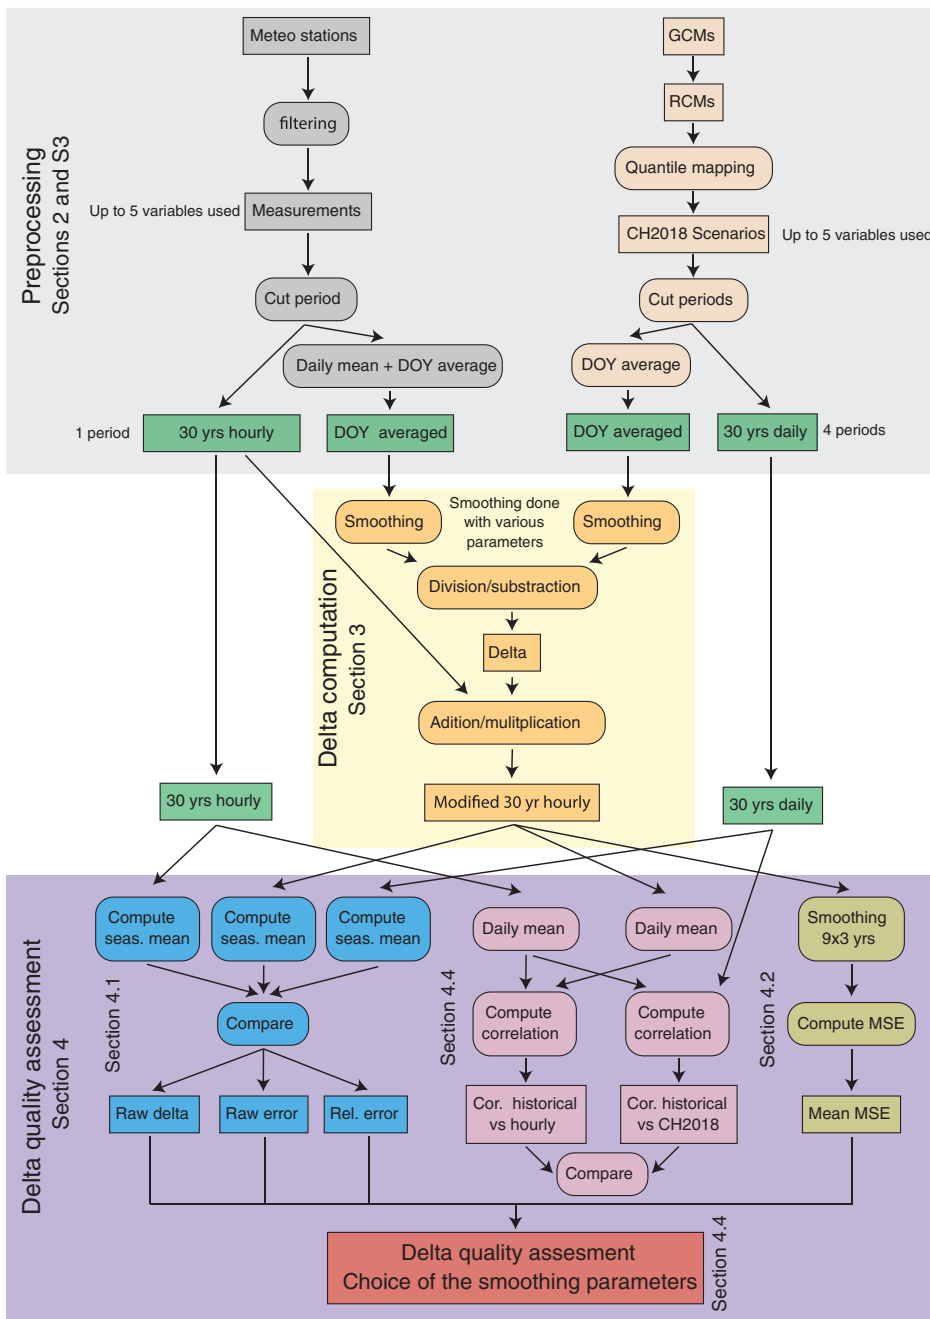 Meteo stations
GCMs
RCMs
filtering
Quantile mapping
Preprocessing
Sections 2 and S3
Up to 5 variables used
Measurements
CH2018 Scenarios
Up to 5 variables used
Cut period
Cut periods
Daily mean + DOY average
DOY average
1 period
30 yrs hourly
DOY averaged
DOY averaged
30 yrs daily
4 periods
Smoothing
Smoothing done
with various
parameters
Smoothing
Division/substraction
Delta computation
Section 3
Delta
Adition/mulitplication
30 yrs hourly
Modified 30 yr hourly
30 yrs daily
Delta quality assessment
Section 4
Compute
seas. mean
Compute
seas. mean
Compute
seas. mean
Daily mean
Daily mean
Smoothing
9x3 yrs
Section 4.1
Compare
Section 4.4
Compute
correlation
Compute
correlation
Section 4.2
Compute MSE
Raw delta
Raw error
Rel. error
Cor. historical
vs hourly
Cor. historical
vs CH2018
Mean MSE
Compare
Delta quality assesment
Choice of the smoothing parameters
Section 4.4